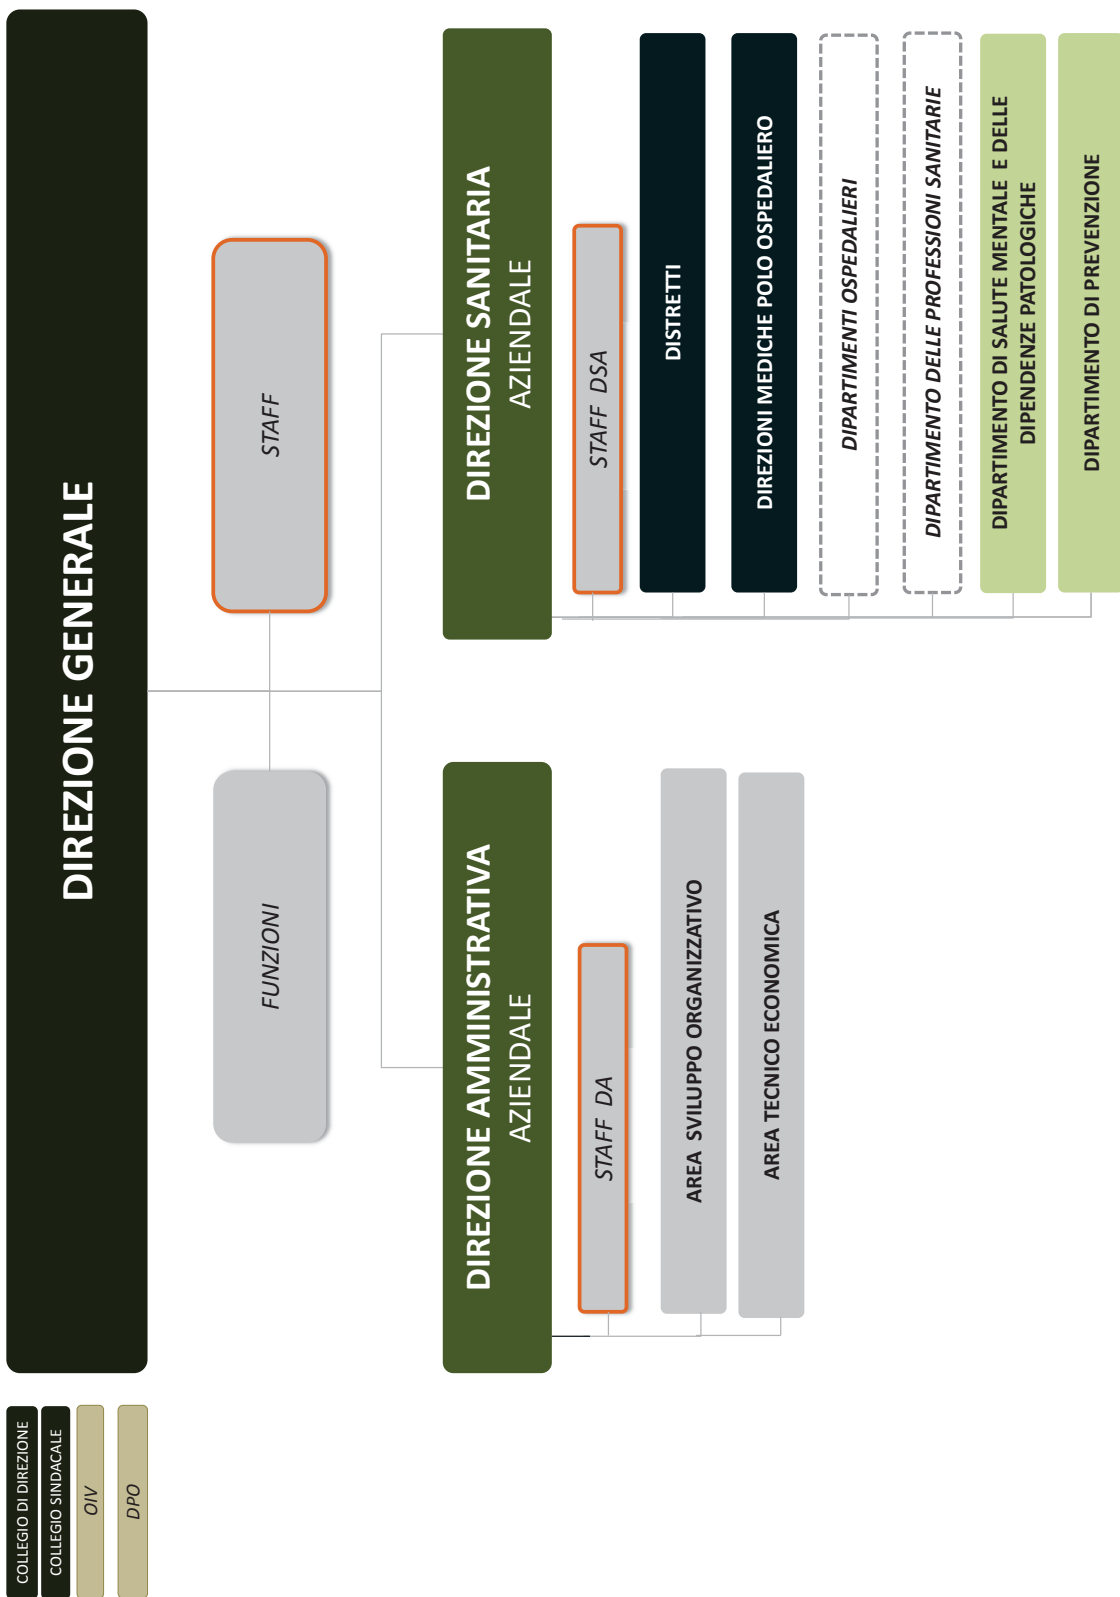 COLLEGIO DI DIREZIONE
COLLEGIO SINDACALE
OIV
DPO
DIREZIONE GENERALE
FUNZIONI
STAFF
DIREZIONE AMMINISTRATIVA
AZIENDALE
STAFF DA
AREA SVILUPPO ORGANIZZATIVO
AREA TECNICO ECONOMICA
DIREZIONE SANITARIA
AZIENDALE
STAFF DSA
DISTRETTI
DIREZIONI MEDICHE POLO OSPEDALIERO
DIPARTIMENTI OSPEDALIERI
DIPARTIMENTO DELLE PROFESSIONI SANITARIE
DIPARTIMENTO DI SALUTE MENTALE E DELLE
DIPENDENZE PATOLOGICHE
DIPARTIMENTO DI PREVENZIONE